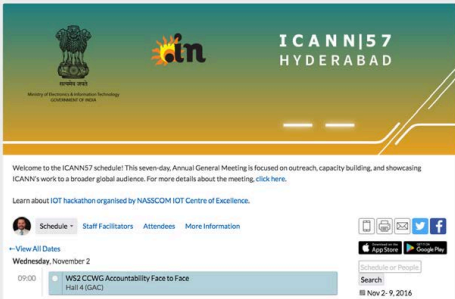 ICANN|57
HYDERABAD
.in
सत्यमेव जयते
Ministry of Electronics & Information Technology
GOVERNMENT OF INDIA
Welcome to the ICANN57 schedule! This seven-day, Annual General Meeting is focused on outreach, capacity building, and showcasing
ICANN's work to a broader global audience. For more details about the meeting, click here.
Learn about IOT hackathon organised by NASSCOM IOT Centre of Excellence.
Schedule Staff Facilitators Attendees More Information
←View All Dates
Wednesday, November 2
09:00 WS2 CCWG Accountability Face to Face
Hall 4 (GAC)
Download on the
App Store
GET IT ON
Google Play
Schedule or People
Search
Nov 2- 9, 2016